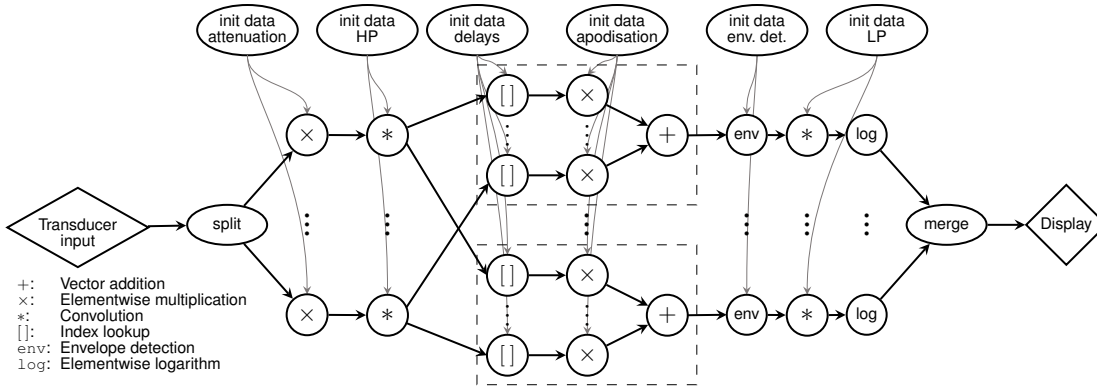 init data
attenuation
init data
HP
init data
delays
init data
apodisation
init data
env. det.
init data
LP
[ ]
×
×
*
+
env
*
log
[ ]
×
Transducer
input
split
merge
Display
[ ]
×
×
*
+
env
*
log
[ ]
×
+: Vector addition
×: Elementwise multiplication
*: Convolution
[ ]: Index lookup
env: Envelope detection
log: Elementwise logarithm